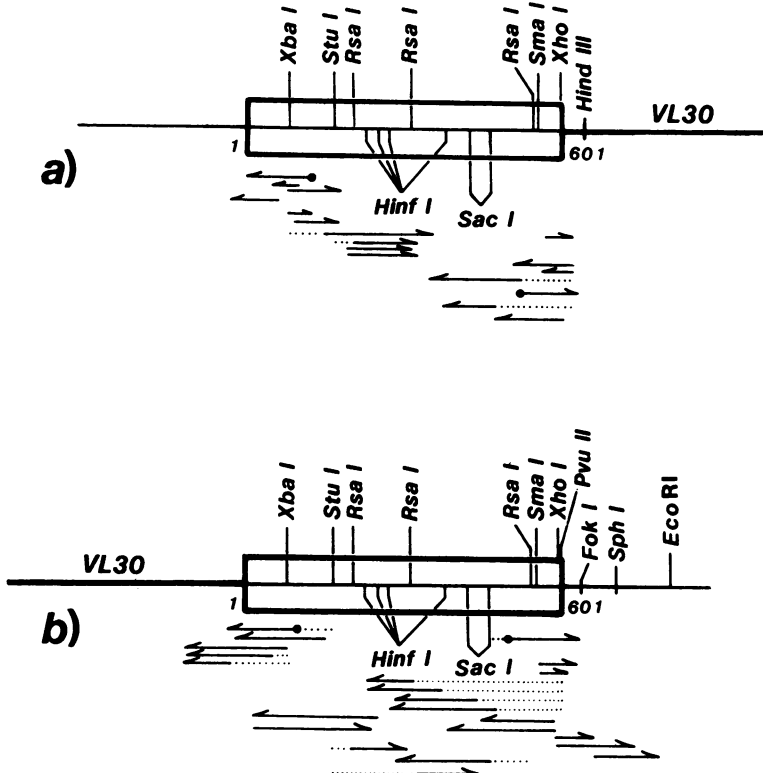 Xba I
Stu I
Rsa I
Rsa I
Rsa I
Sma I
Xho I
Hind III
VL30
1
601
a)
Hinf I
Sac I
Xba I
Stu I
Rsa I
Rsa I
Rsa I
Sma I
Xho I
Pvu II
Fok I
Sph I
EcoRI
VL30
1
601
b)
Hinf I
Sac I